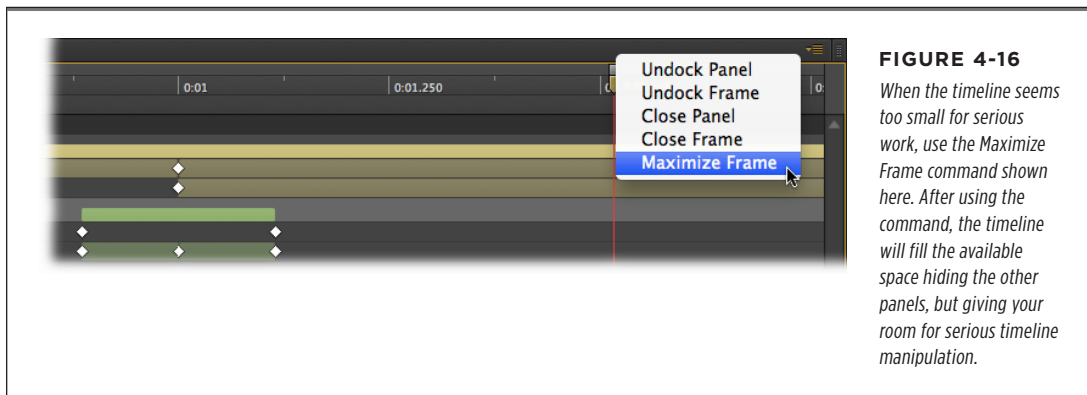 0:01
0:01.250
Undock Panel
Undock Frame
Close Panel
Close Frame
Maximize Frame
FIGURE 4-16
When the timeline seems
too small for serious
work, use the Maximize
Frame command shown
here. After using the
command, the timeline
will fill the available
space hiding the other
panels, but giving your
room for serious timeline
manipulation.